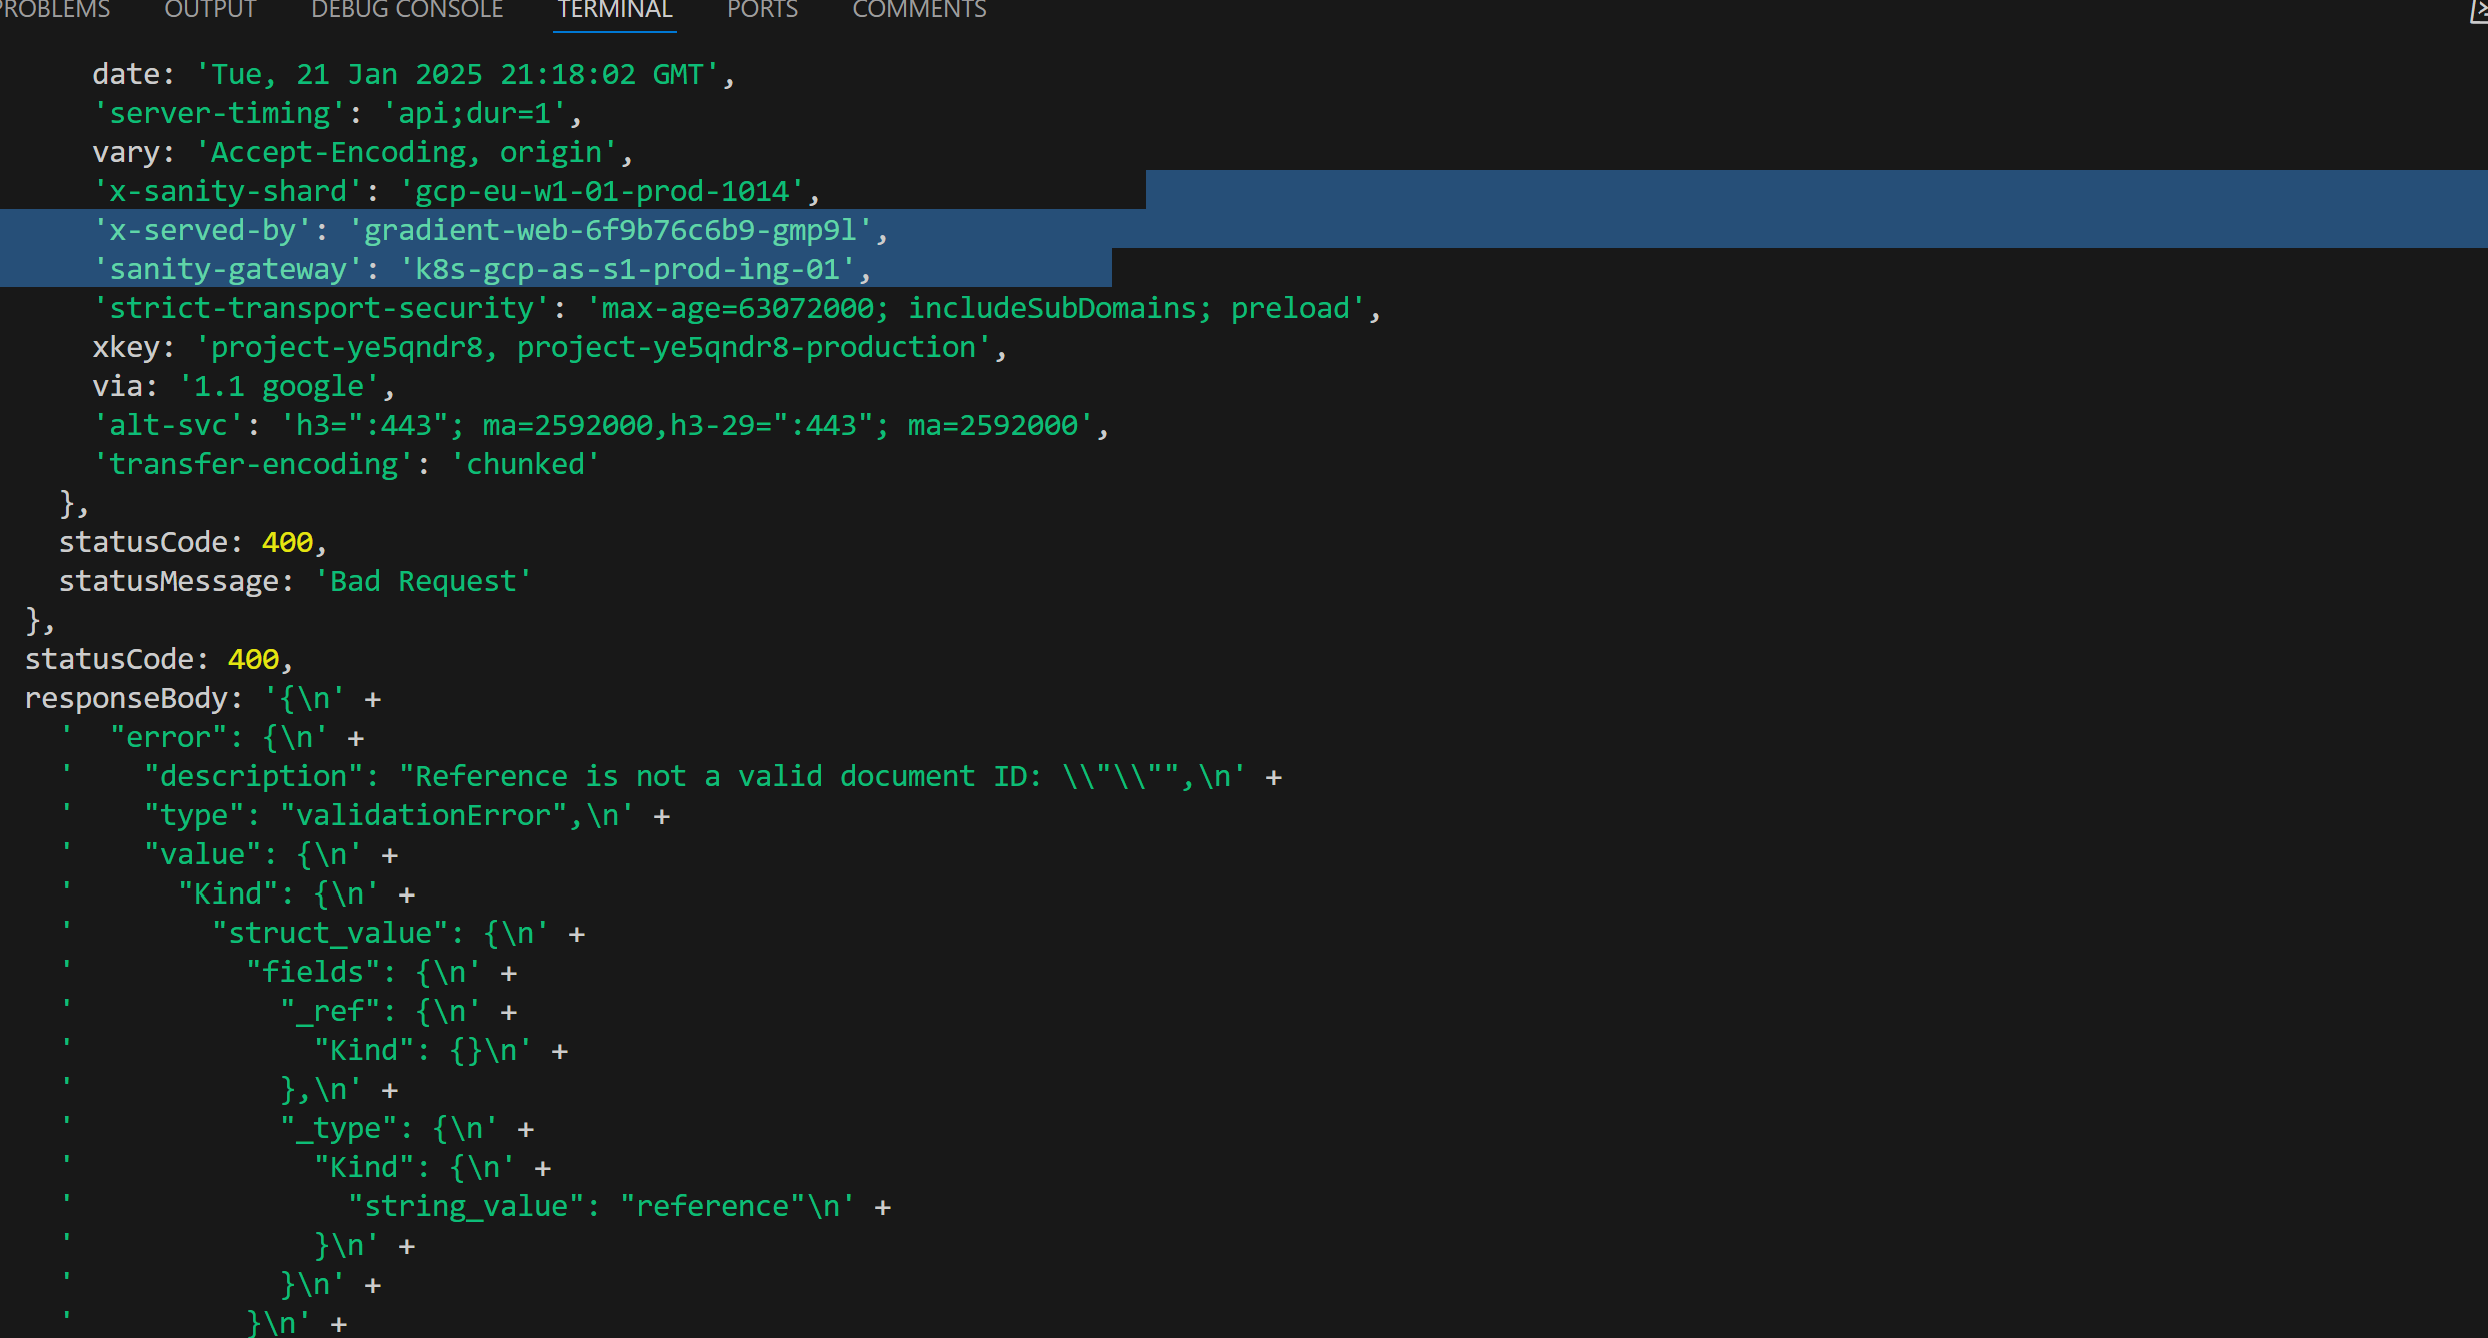 PROBLEMS OUTPUT DEBUG CONSOLE TERMINAL PORTS COMMENTS
date: 'Tue, 21 Jan 2025 21:18:02 GMT',
'server-timing': 'api;dur=1',
vary: 'Accept-Encoding, origin',
'x-sanity-shard': 'gcp-eu-w1-01-prod-1014',
'x-served-by': 'gradient-web-6f9b76c6b9-gmp9l',
'sanity-gateway': 'k8s-gcp-as-s1-prod-ing-01',
'strict-transport-security': 'max-age=63072000; includeSubDomains; preload',
xkey: 'project-ye5qndr8, project-ye5qndr8-production',
via: '1.1 google',
'alt-svc': 'h3=":443"; ma=2592000,h3-29=":443"; ma=2592000',
'transfer-encoding': 'chunked'
},
statusCode: 400,
statusMessage: 'Bad Request'
},
statusCode: 400,
responseBody: '{\n' +
'  "error": {\n' +
'    "description": "Reference is not a valid document ID: \\"\\"",\n' +
'    "type": "validationError",\n' +
'    "value": {\n' +
'      "Kind": {\n' +
'        "struct_value": {\n' +
'          "fields": {\n' +
'            "_ref": {\n' +
'              "Kind": {}\n' +
'            },\n' +
'            "_type": {\n' +
'              "Kind": {\n' +
'                "string_value": "reference"\n' +
'              }\n' +
'            }\n' +
'          }\n' +